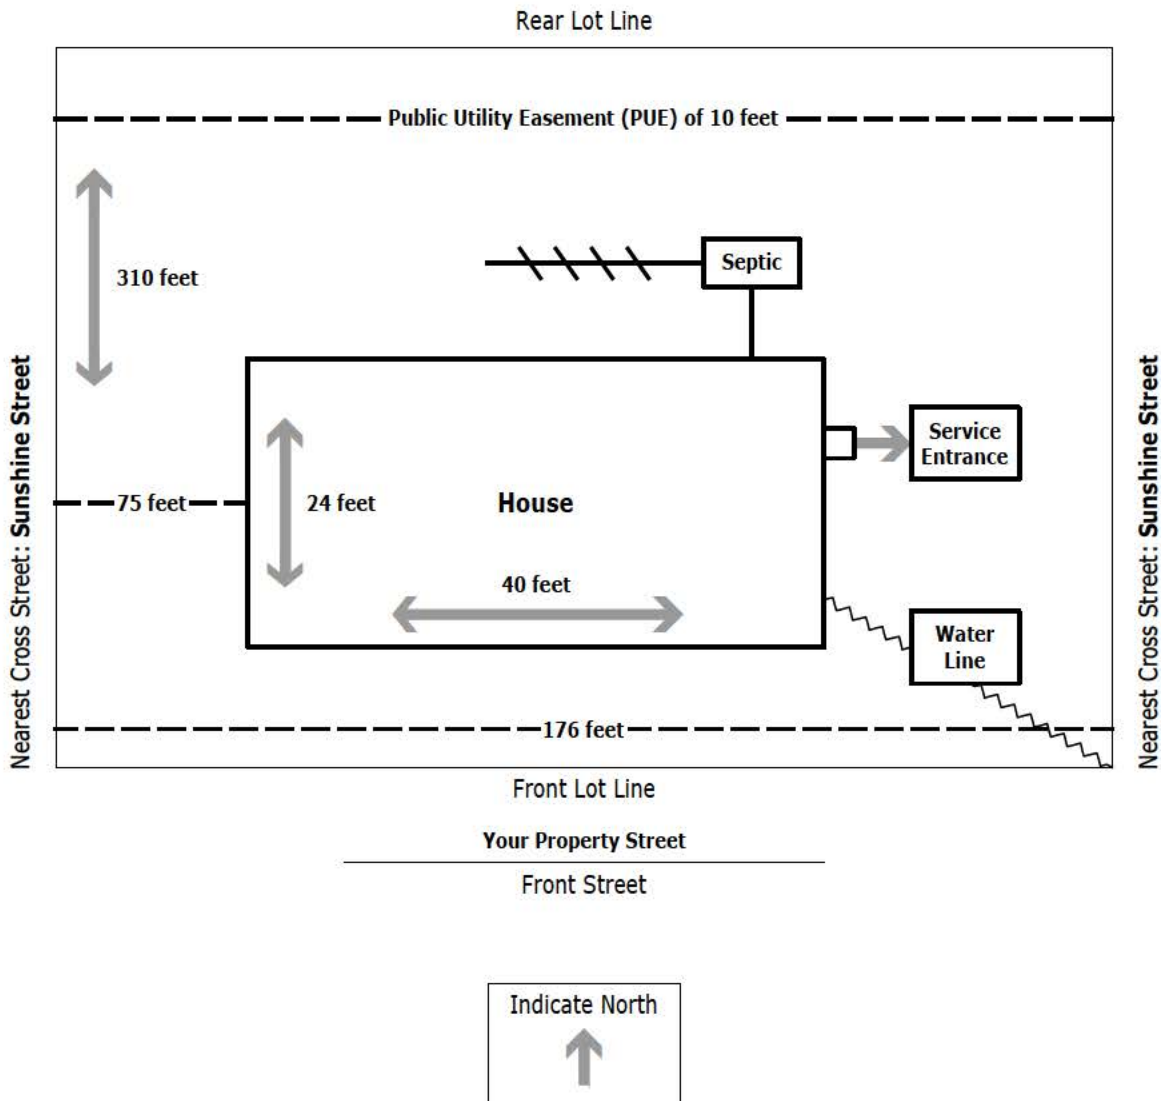 Rear Lot Line
Public Utility Easement (PUE) of 10 feet
310 feet
Septic
Nearest Cross Street: Sunshine Street
Service
Entrance
75 feet
24 feet
House
40 feet
Water
Line
176 feet
Nearest Cross Street: Sunshine Street
Front Lot Line
Your Property Street
Front Street
Indicate North